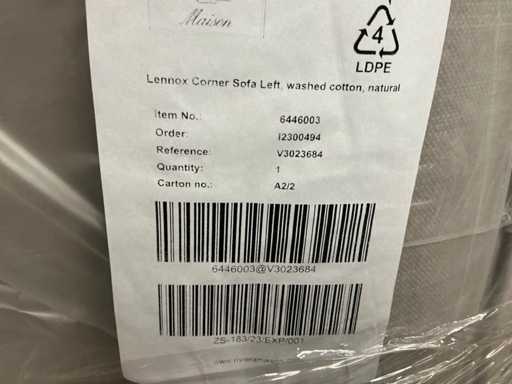 Maison
4
LDPE
Lennox Corner Sofa Left, washed cotton, natural
Item No.: 6446003
Order: I2300494
Reference: V3023684
Quantity: 1
Carton no.: A2/2
6446003@V3023684
ZS-183/23/EXP/001